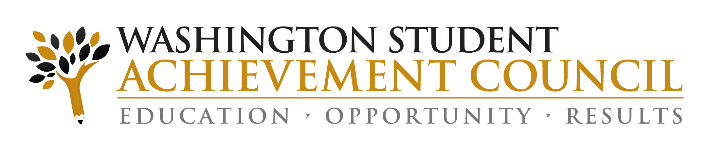 WASHINGTON STUDENT
ACHIEVEMENT COUNCIL
EDUCATION · OPPORTUNITY · RESULTS